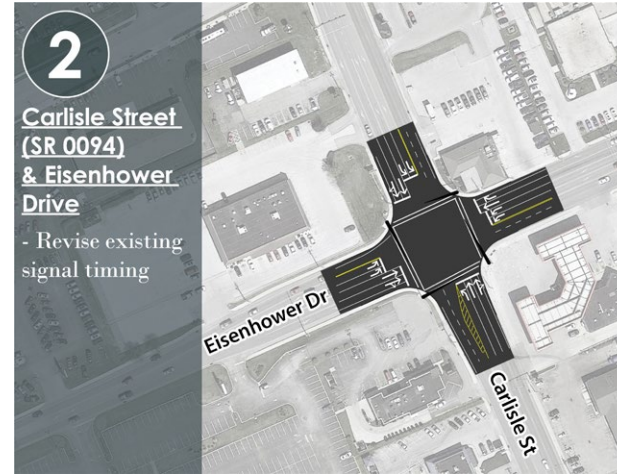 2
Carlisle Street
(SR 0094)
& Eisenhower
Drive
- Revise existing
signal timing
Eisenhower Dr
Carlisle St